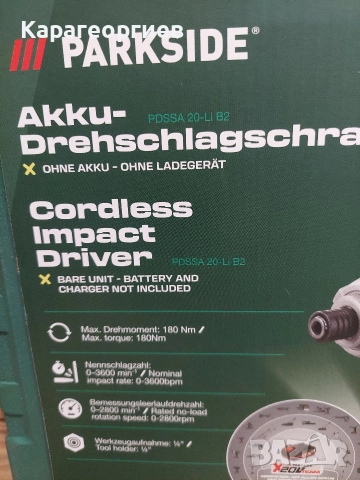 Карагеоргиев
PARKSIDE®
Akku- PDSSA 20-Li B2
Drehschlagschra
X OHNE AKKU – OHNE LADEGERÄT
Cordless
Impact
Driver PDSSA 20-Li B2
X BARE UNIT – BATTERY AND
CHARGER NOT INCLUDED
Max. Drehmoment: 180 Nm /
Max. torque: 180Nm
Nennschlagzahl:
0–3600 min⁻¹ / Nominal
impact rate: 0-3600bpm
Bemessungsleerlaufdrehzahl:
0–2800 min⁻¹ / Rated no-load
rotation speed: 0-2800rpm
Werkzeugaufnahme: ¼" /
Tool holder: ¼"
X20V TEAM
BAZAR